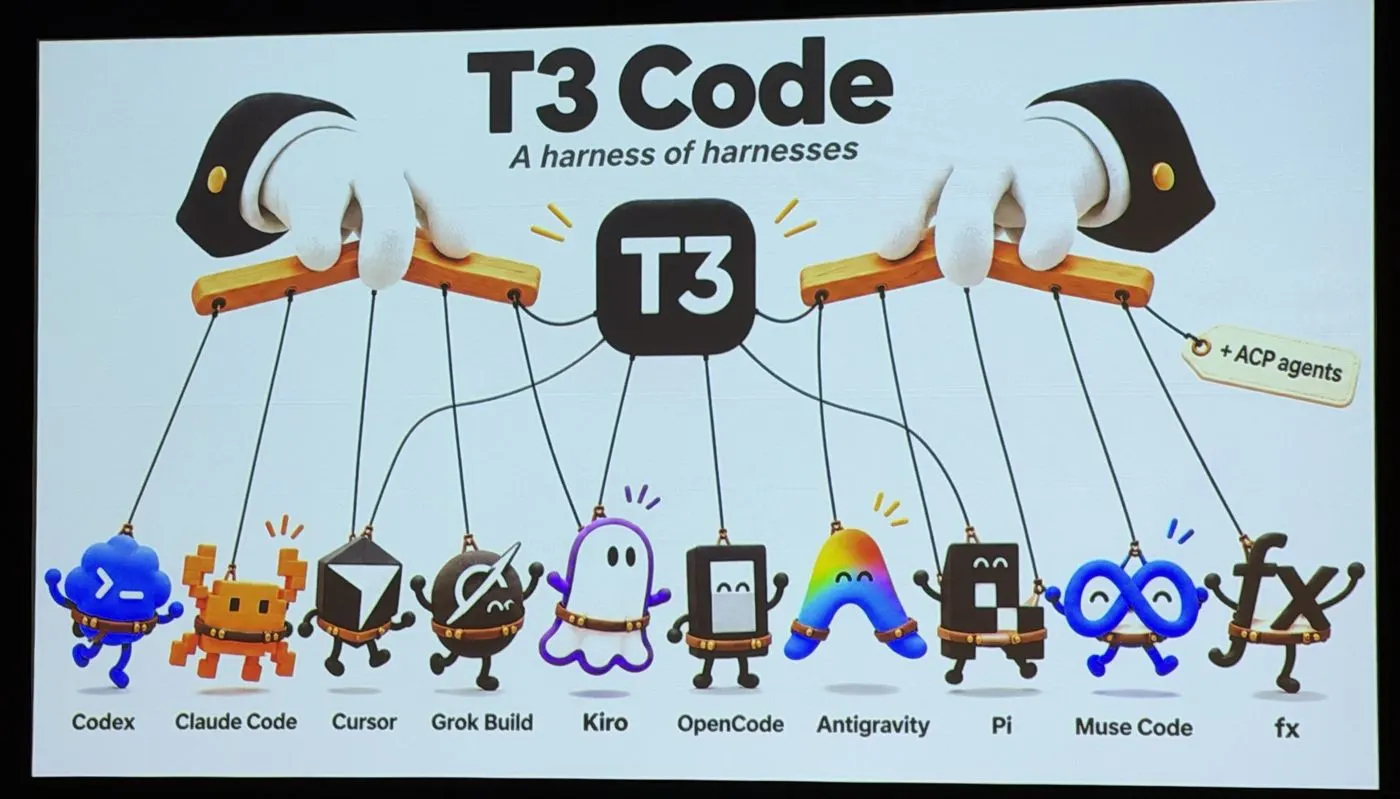 T3 Code
A harness of harnesses
T3
+ ACP agents
Codex
Claude Code
Cursor
Grok Build
Kiro
OpenCode
Antigravity
Pi
Muse Code
fx
fx